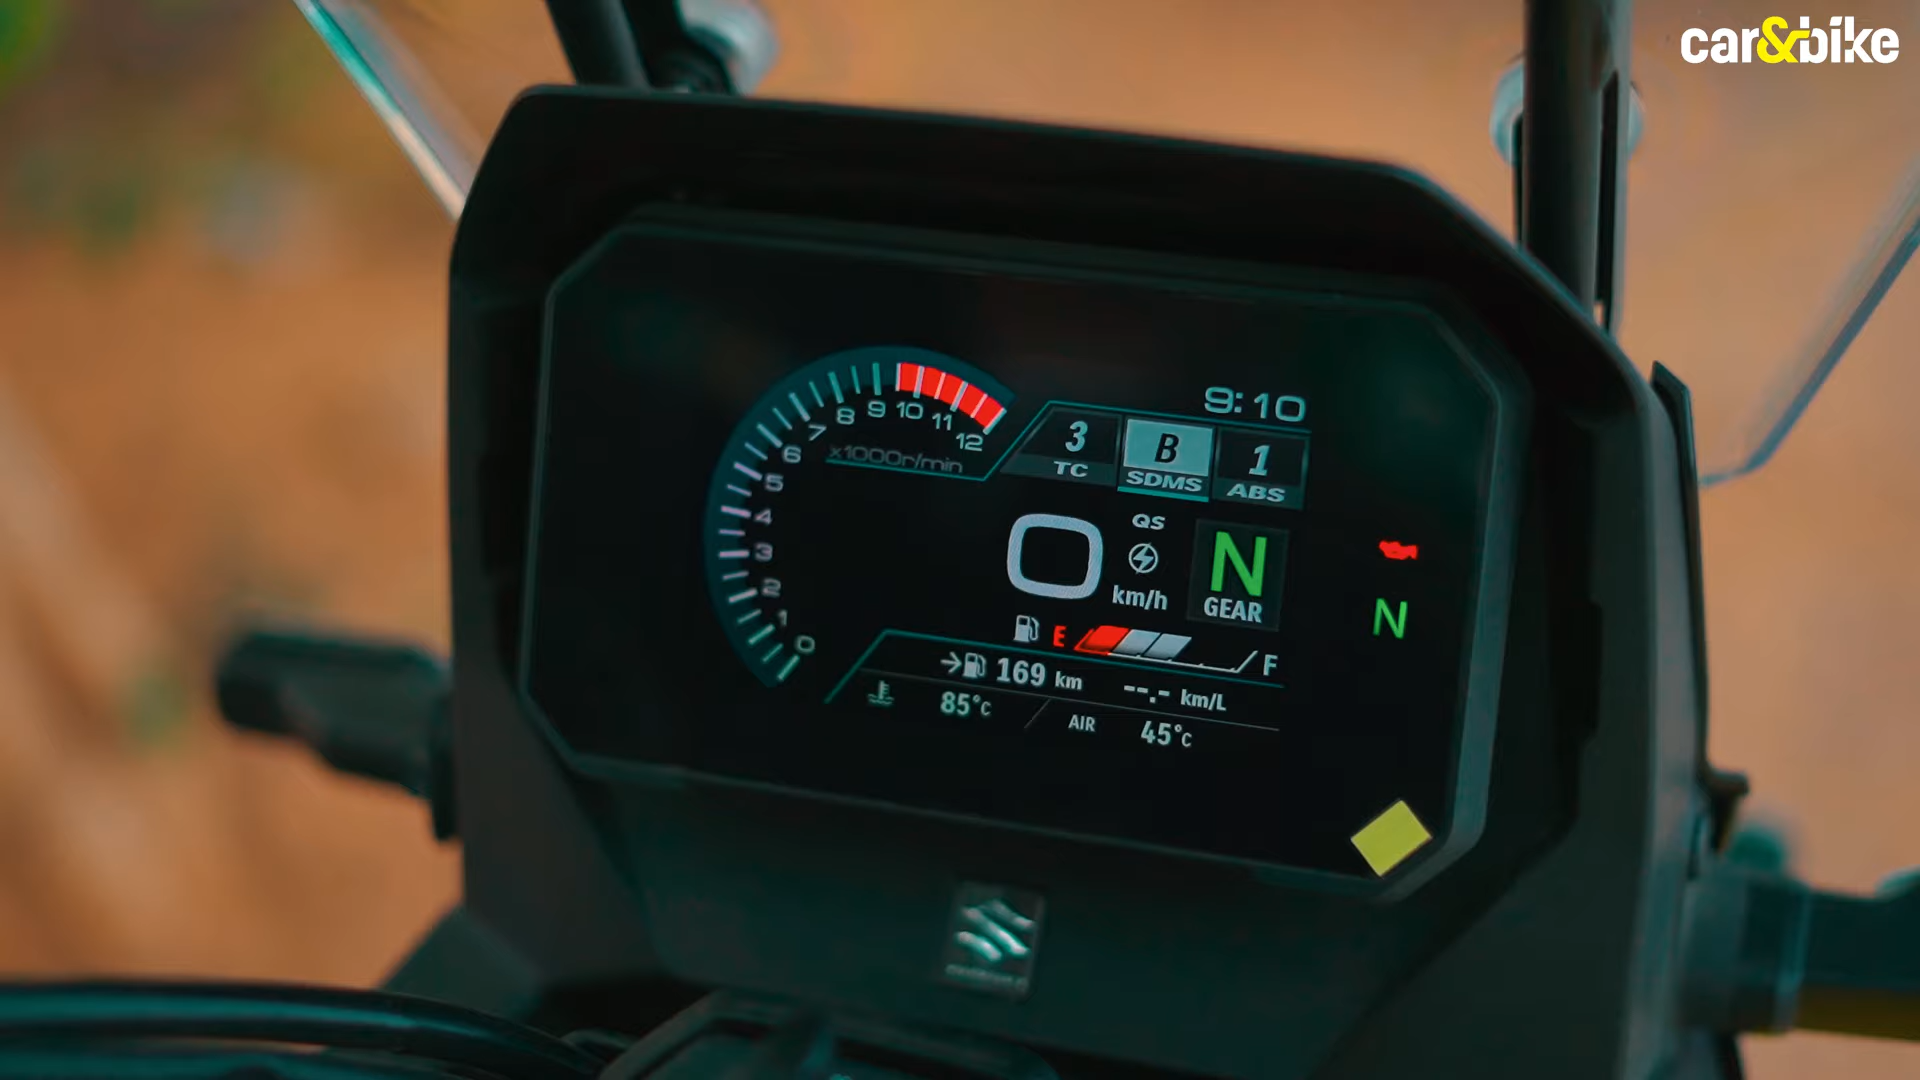 car&bike
9:10
3 B 1
TC SDMS ABS
0 1 2 3 4 5 6 7 8 9 10 11 12
x1000r/min
0
QS
km/h
N
GEAR
N
E F
169 km --.- km/L
85°C AIR 45°C